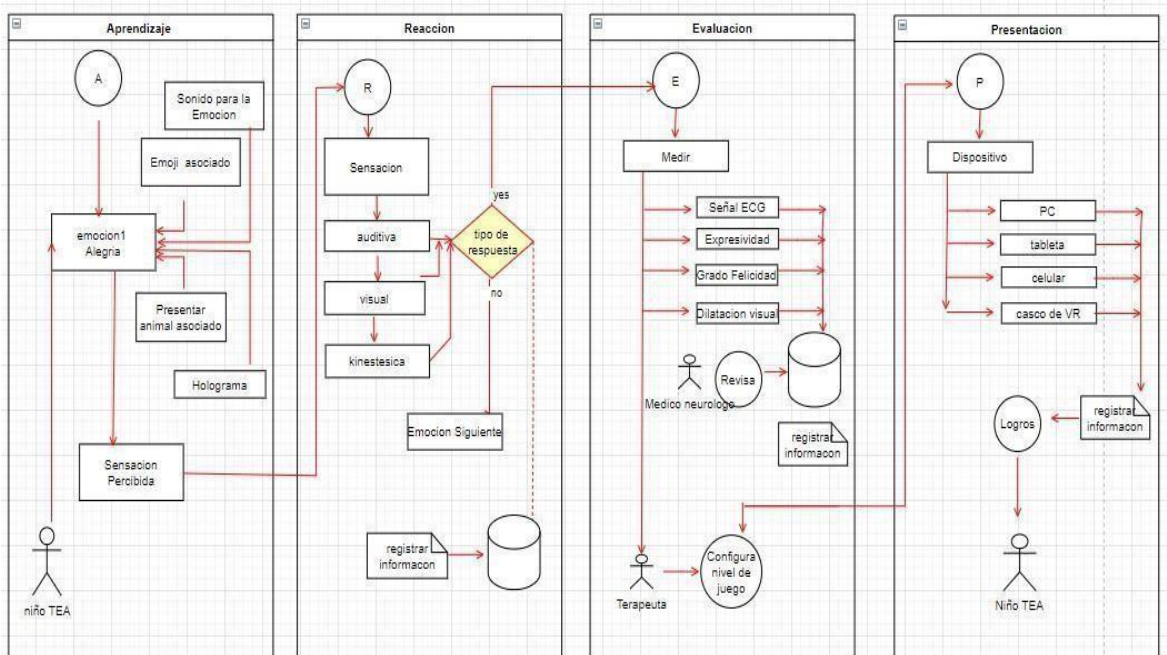 Aprendizaje
A
Sonido para la
Emocion
Emoji asociado
emocion1
Alegria
Presentar
animal asociado
Holograma
Sensacion
Percibida
niño TEA
Reaccion
R
Sensacion
auditiva
visual
kinestesica
tipo de
respuesta
yes
no
Emocion Siguiente
registrar
informacon
Evaluacion
E
Medir
Señal ECG
Expresividad
Grado Felicidad
Dilatacion visual
Medico neurologo
Revisa
registrar
informacon
Terapeuta
Configura
nivel de
juego
Presentacion
P
Dispositivo
PC
tableta
celular
casco de VR
registrar
informacon
Logros
Niño TEA